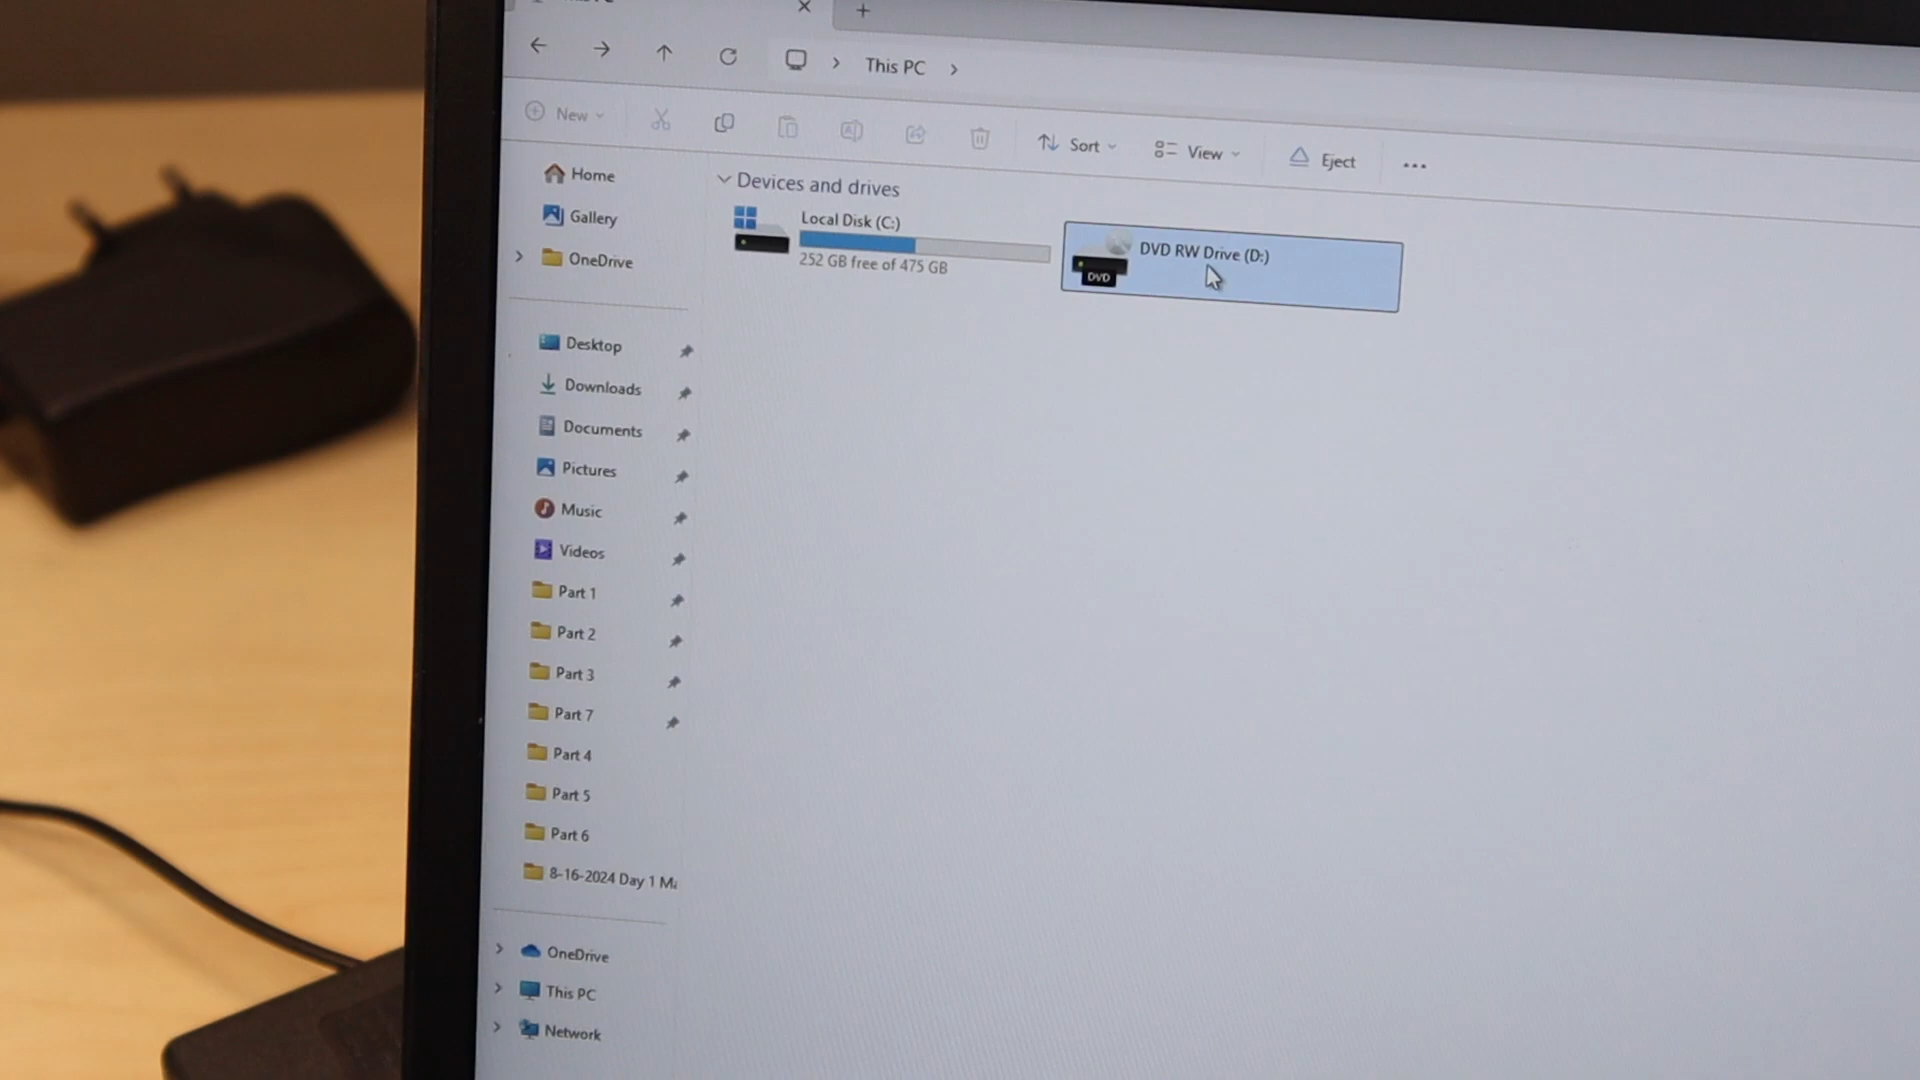 This PC
New
Sort
View
Eject
Home
Gallery
OneDrive
Desktop
Downloads
Documents
Pictures
Music
Videos
Part 1
Part 2
Part 3
Part 7
Part 4
Part 5
Part 6
8-16-2024 Day 1 Ma
OneDrive
This PC
Network
Devices and drives
Local Disk (C:)
252 GB free of 475 GB
DVD RW Drive (D:)
DVD